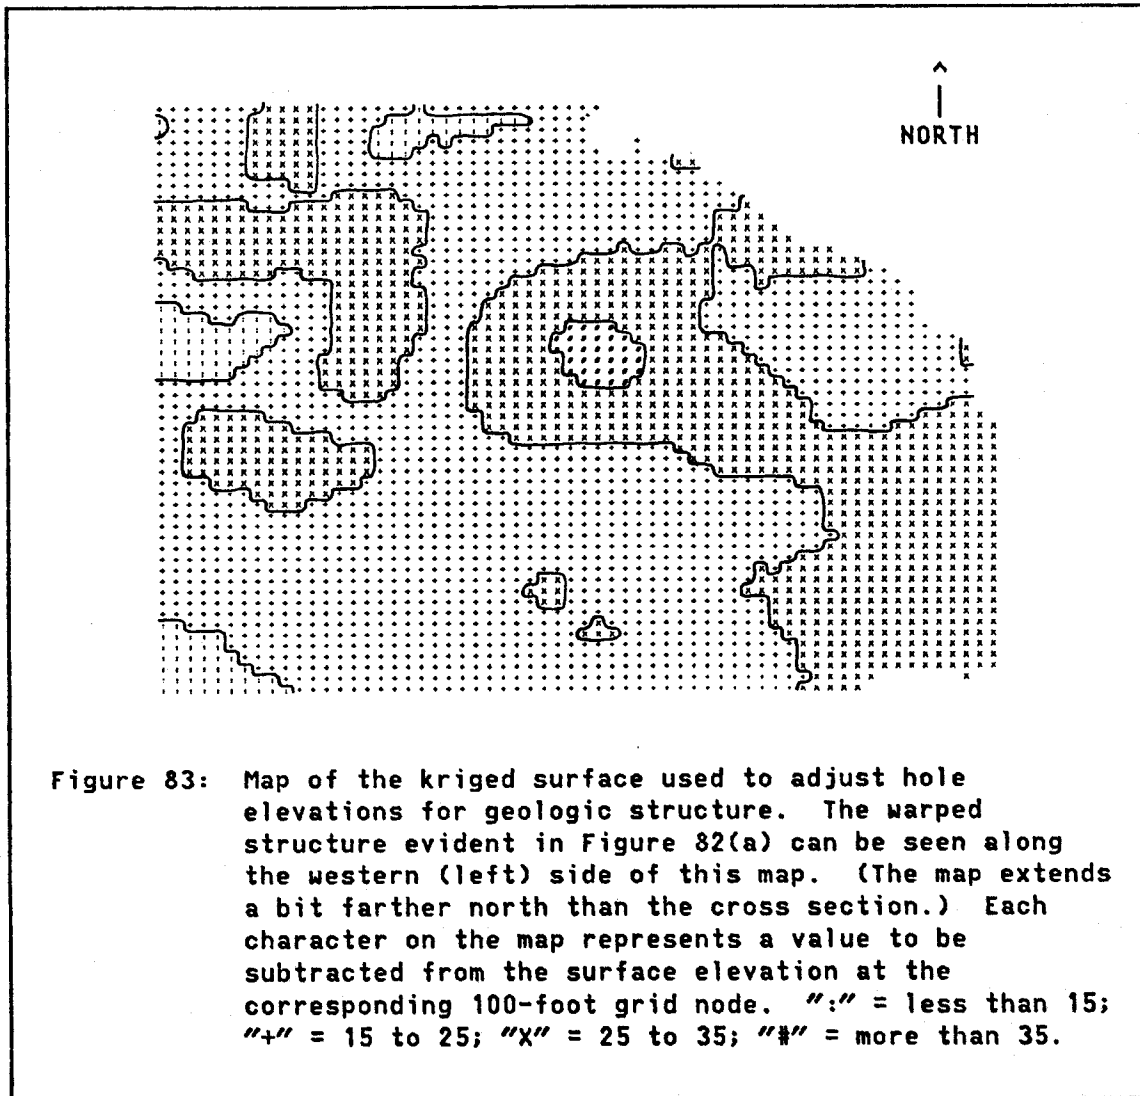 NORTH
Figure 83: Map of the kriged surface used to adjust hole
elevations for geologic structure. The warped
structure evident in Figure 82(a) can be seen along
the western (left) side of this map. (The map extends
a bit farther north than the cross section.) Each
character on the map represents a value to be
subtracted from the surface elevation at the
corresponding 100-foot grid node. ":" = less than 15;
"+" = 15 to 25; "X" = 25 to 35; "#" = more than 35.